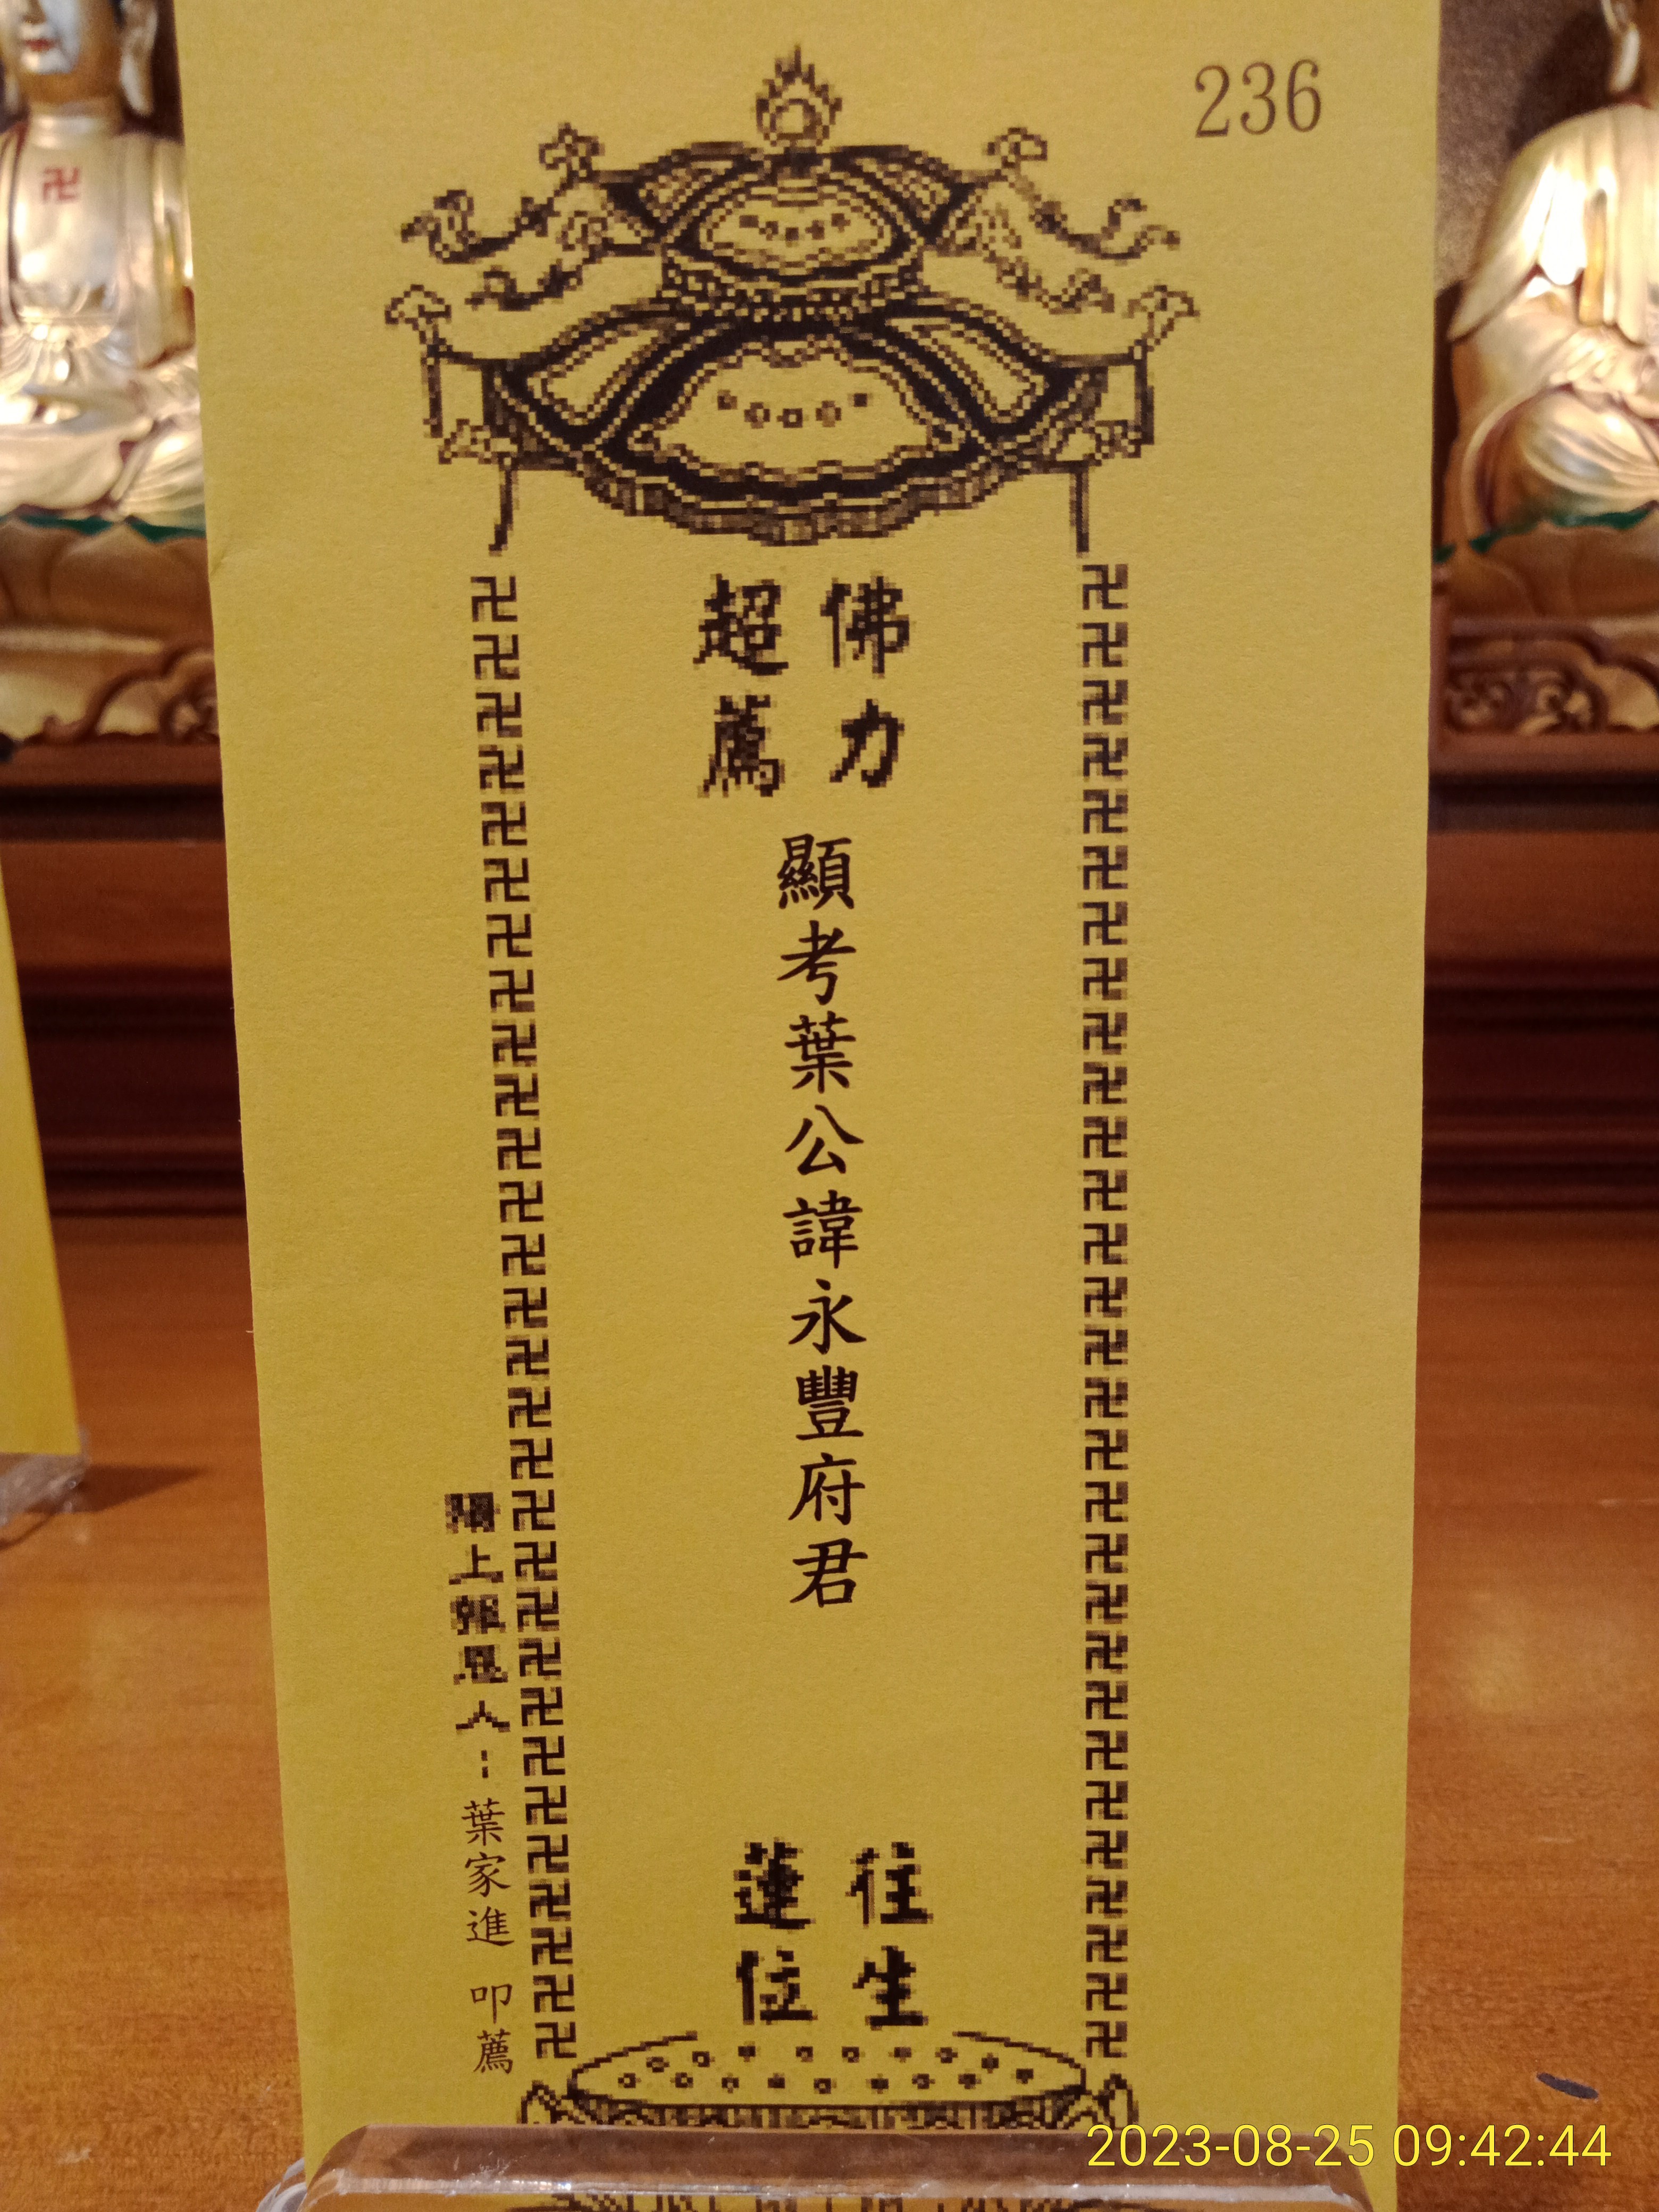 236
佛力
超薦
顯考葉公諱永豐府君
往生
蓮位
陽上報恩人：葉家進 叩薦
2023-08-25 09:42:44